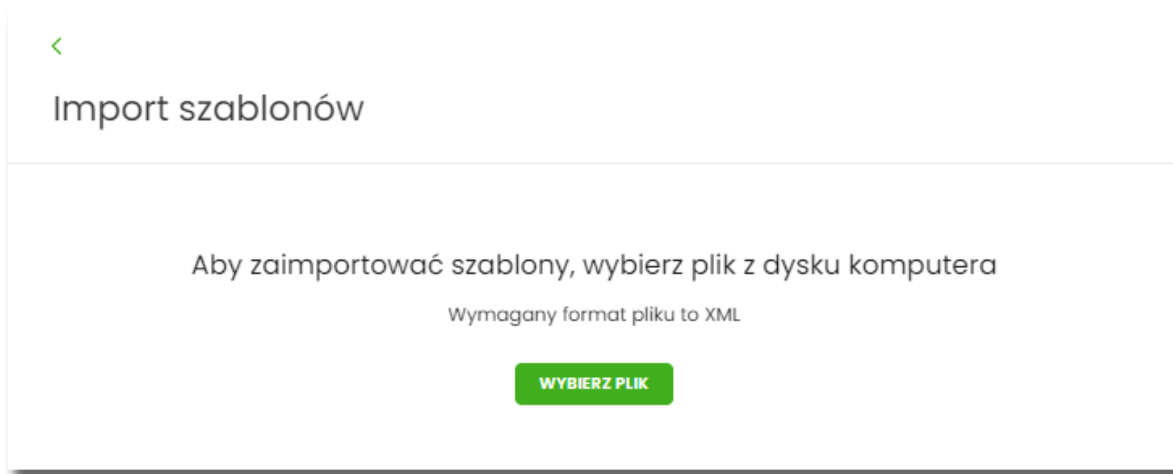 Import szablonów
Aby zaimportować szablony, wybierz plik z dysku komputera
Wymagany format pliku to XML
WYBIERZ PLIK